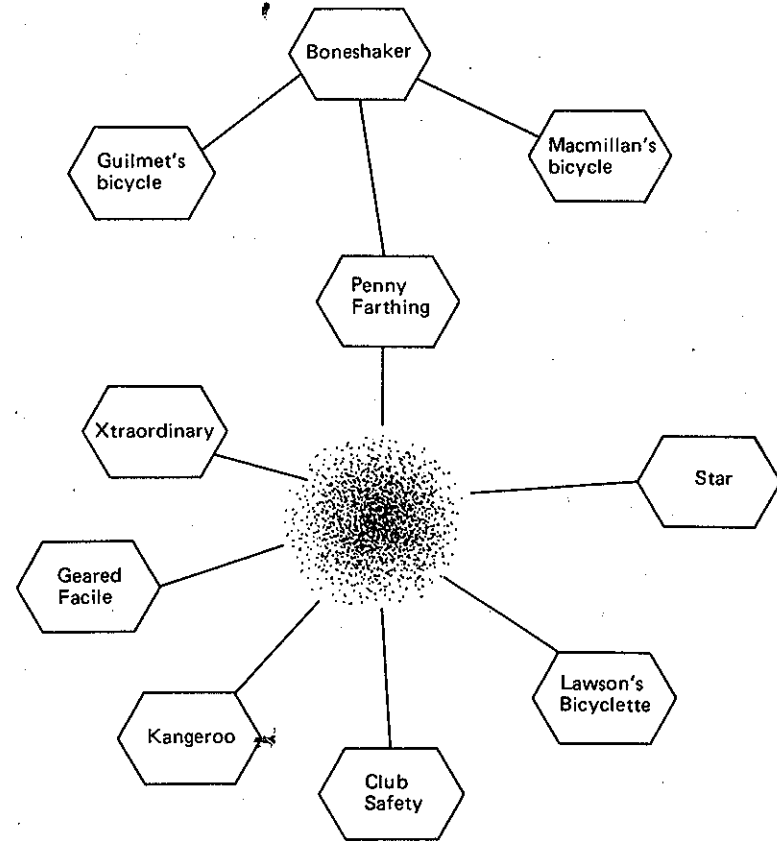 Boneshaker
Guilmet's
bicycle
Macmillan's
bicycle
Penny
Farthing
Xtraordinary
Star
Geared
Facile
Lawson's
Bicyclette
Kangeroo
Club
Safety